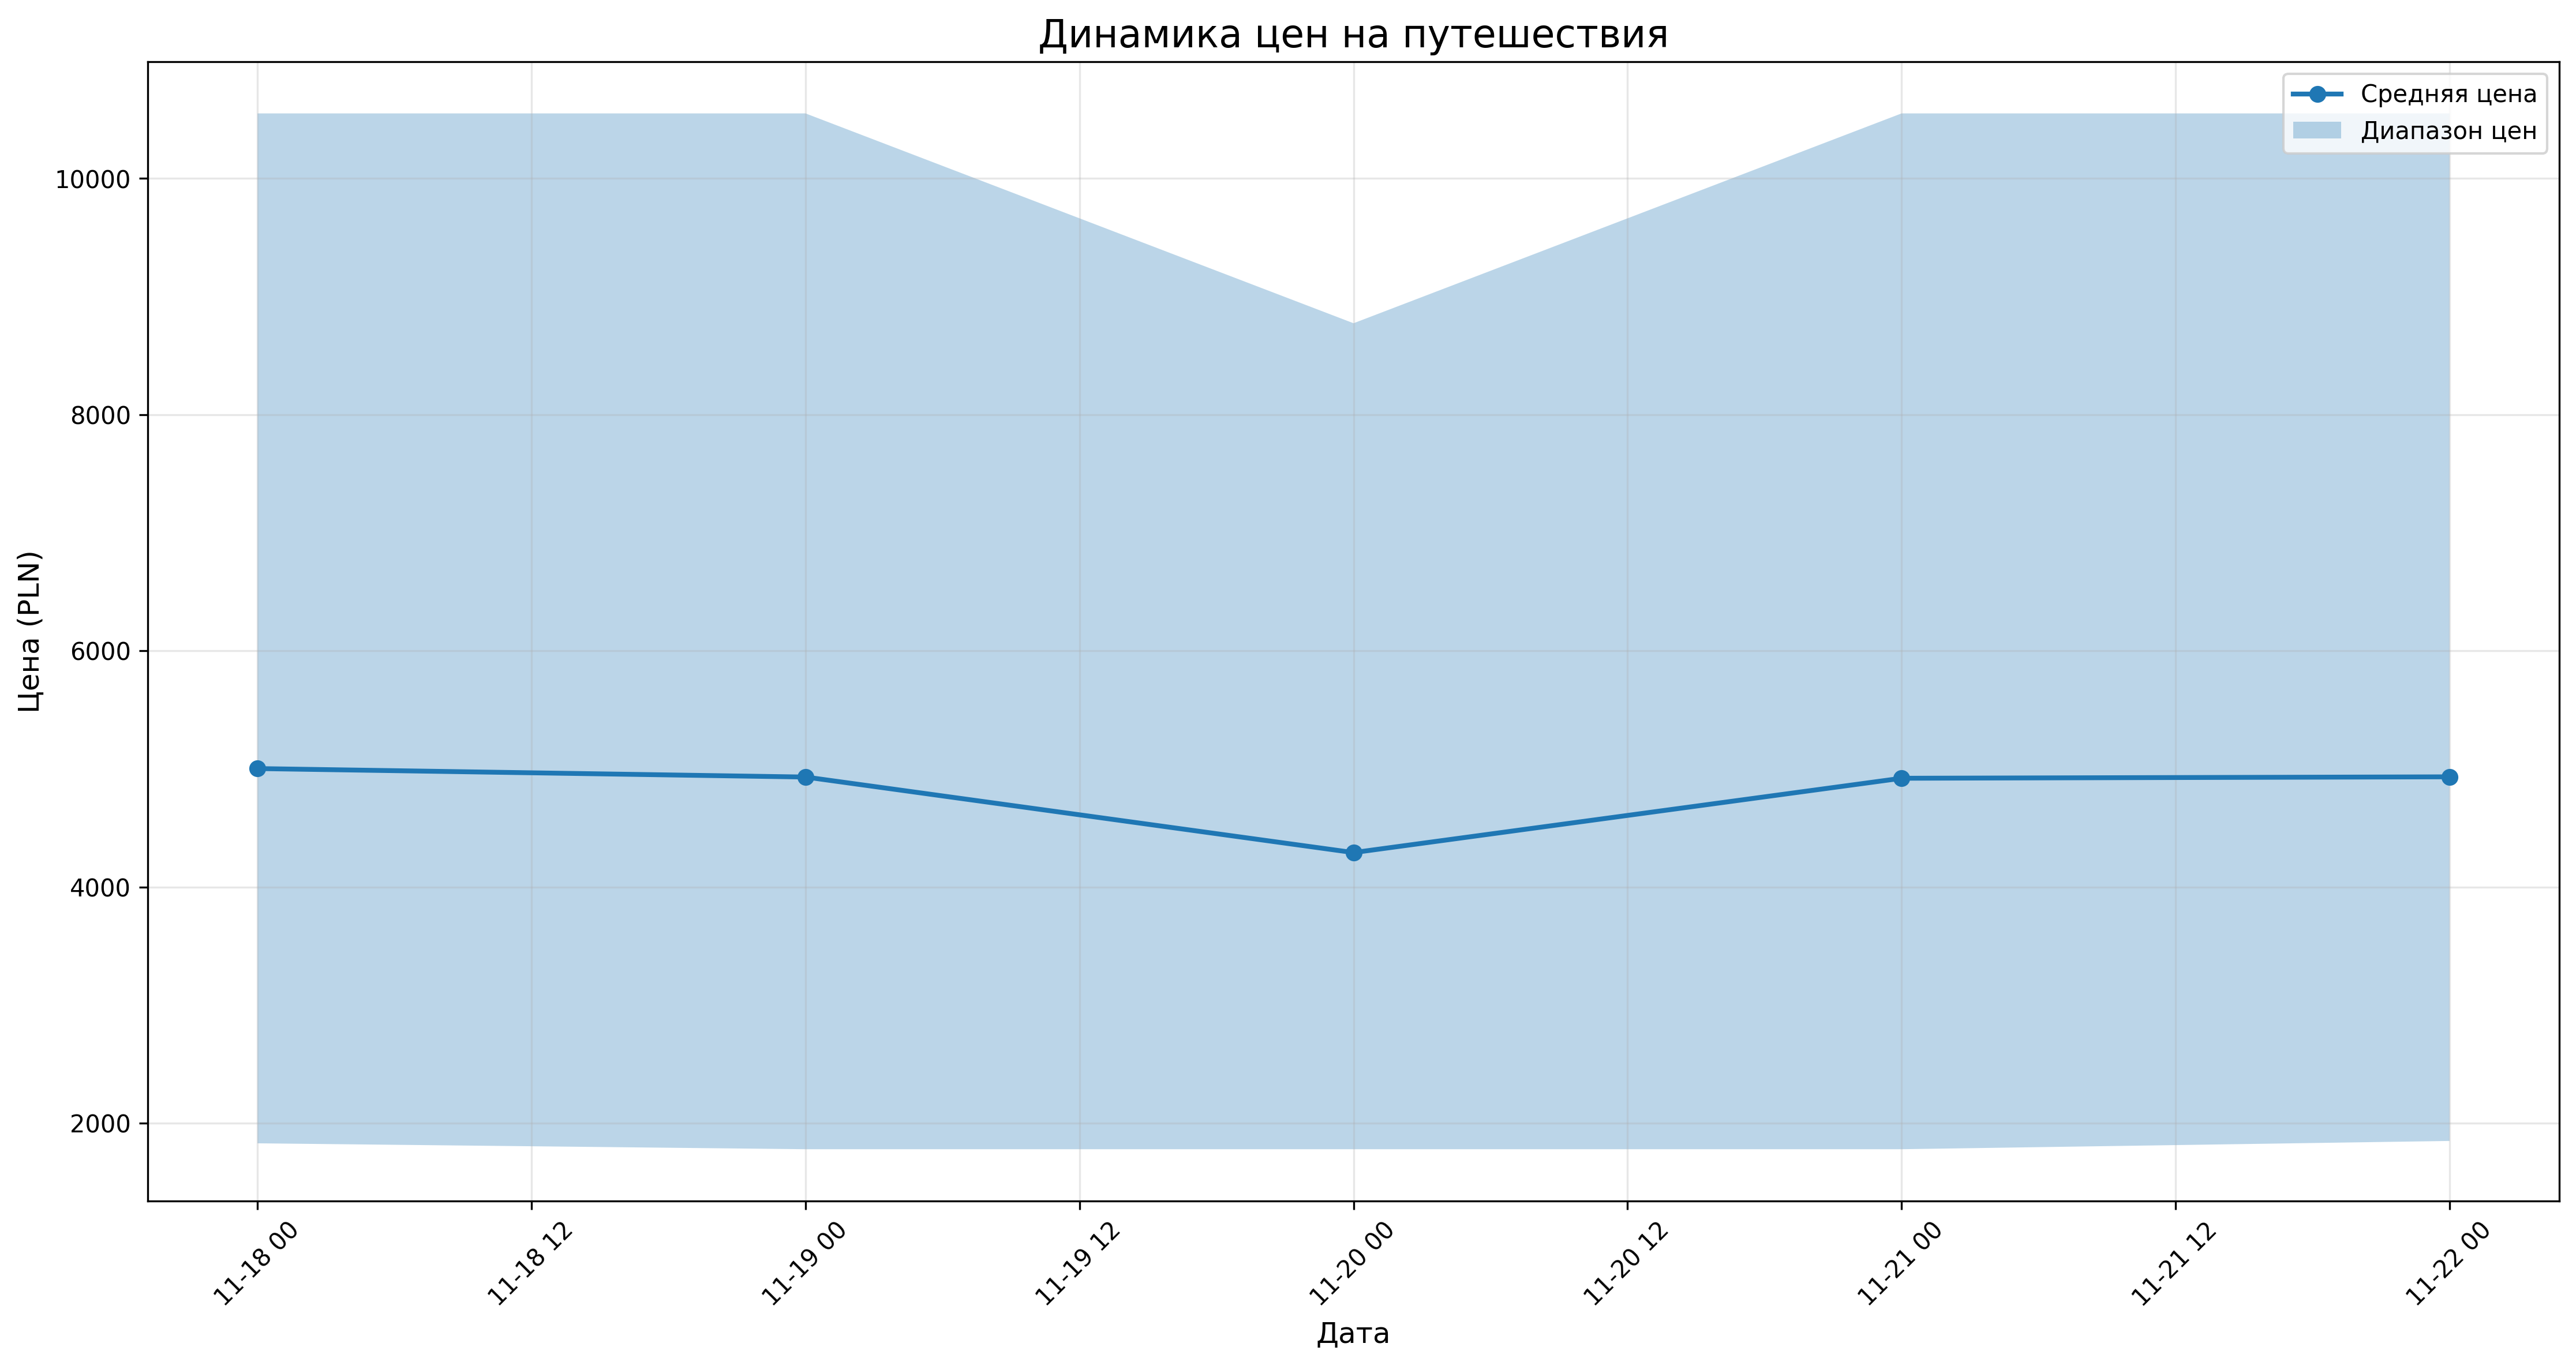 Динамика цен на путешествия
Средняя цена
Диапазон цен
Цена (PLN)
10000
8000
6000
4000
2000
11-18 00
11-18 12
11-19 00
11-19 12
11-20 00
11-20 12
11-21 00
11-21 12
11-22 00
Дата